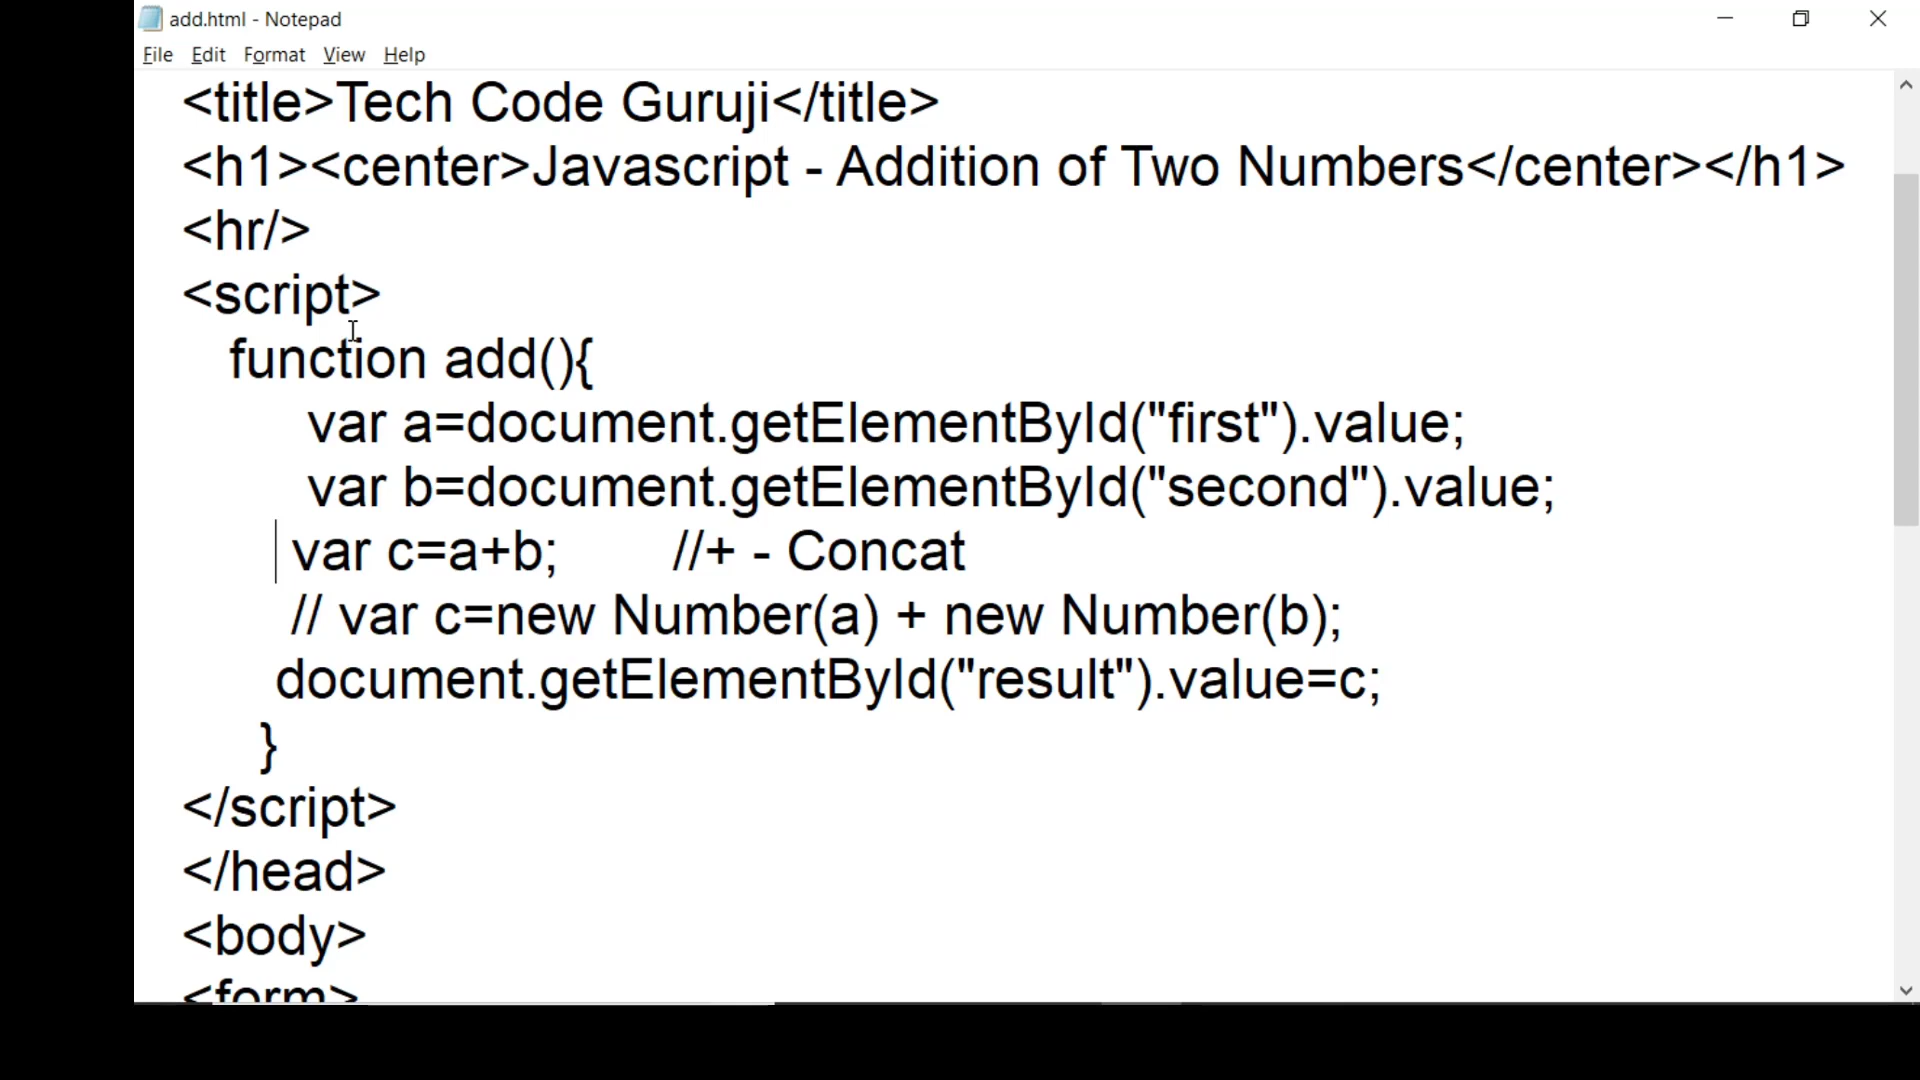 add.html - Notepad
File Edit Format View Help
<title>Tech Code Guruji</title>
<h1><center>Javascript - Addition of Two Numbers</center></h1>
<hr/>
<script>
function add(){
var a=document.getElementById("first").value;
var b=document.getElementById("second").value;
var c=a+b; //+ - Concat
// var c=new Number(a) + new Number(b);
document.getElementById("result").value=c;
}
</script>
</head>
<body>
<form>